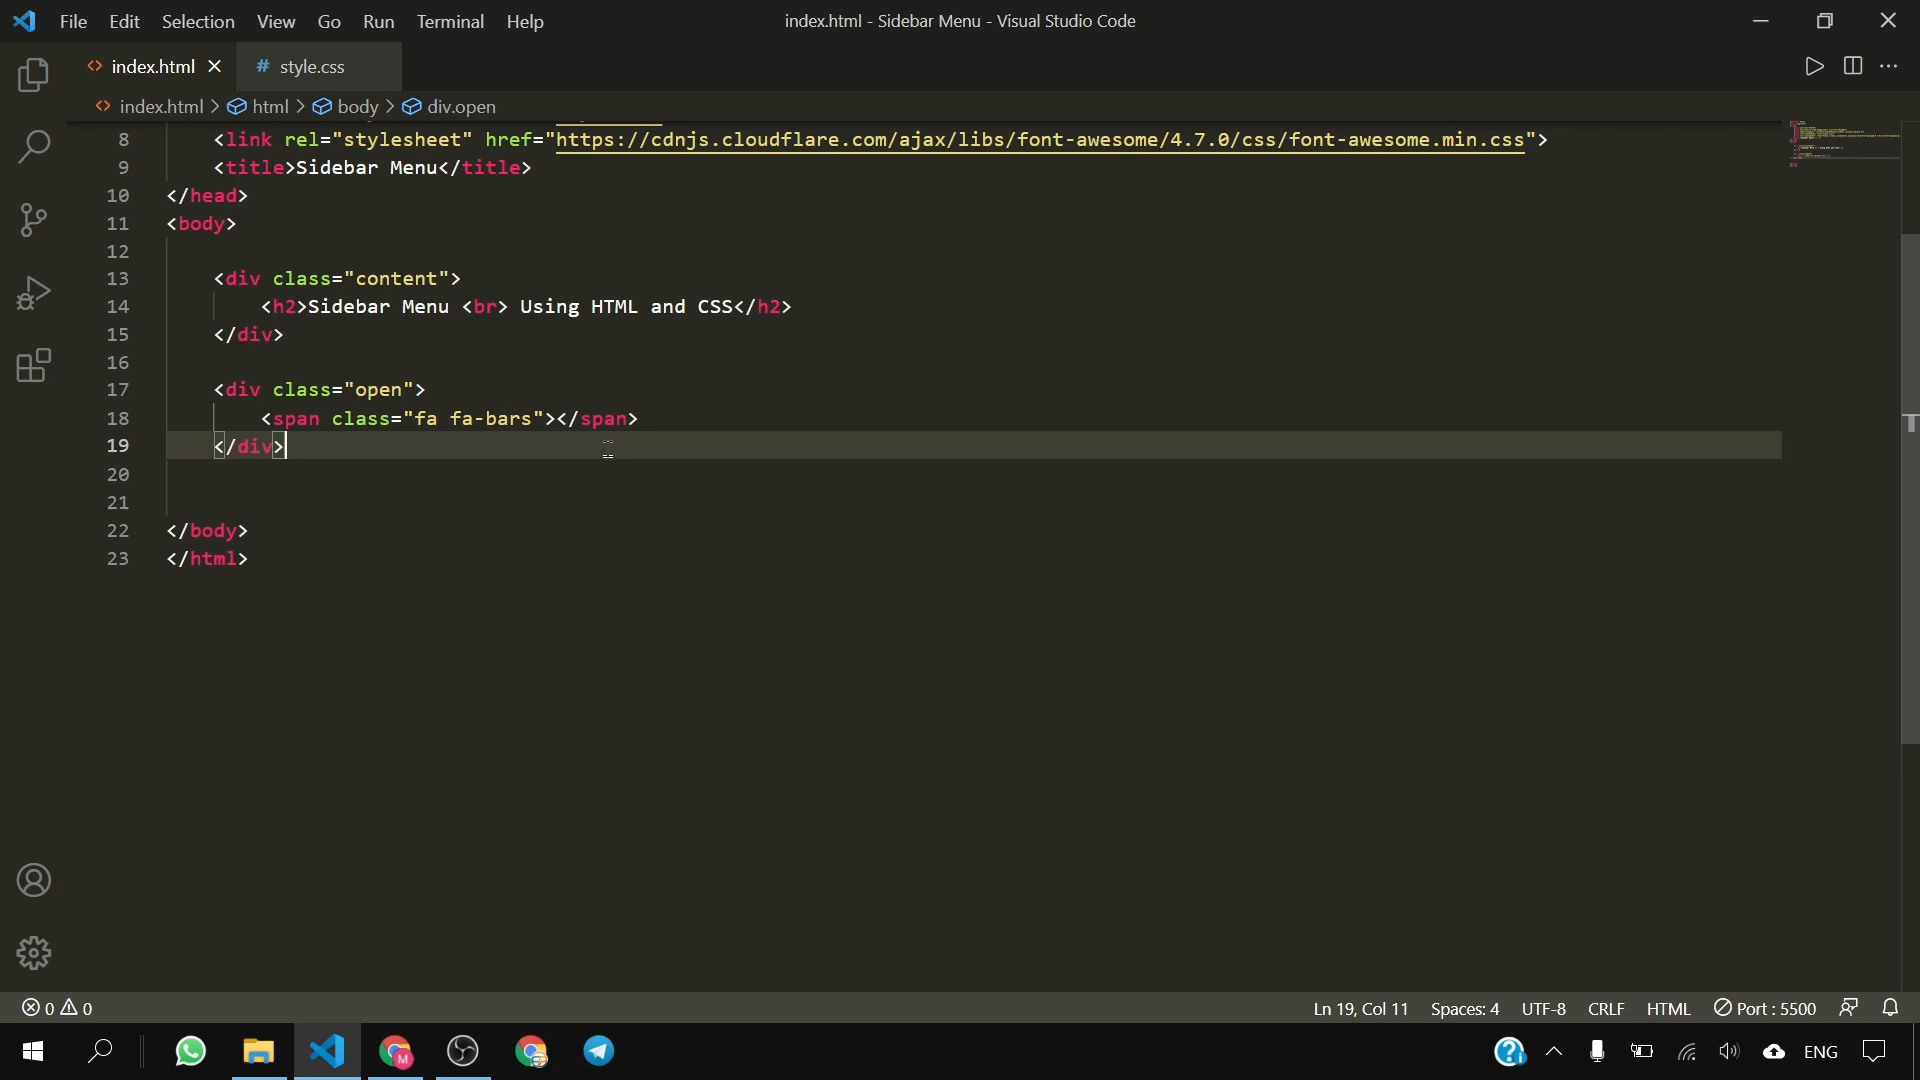 File Edit Selection View Go Run Terminal Help index.html - Sidebar Menu - Visual Studio Code
<> index.html # style.css
<> index.html > html > body > div.open
8 <link rel="stylesheet" href="https://cdnjs.cloudflare.com/ajax/libs/font-awesome/4.7.0/css/font-awesome.min.css">
9 <title>Sidebar Menu</title>
10 </head>
11 <body>
12
13 <div class="content">
14 <h2>Sidebar Menu <br> Using HTML and CSS</h2>
15 </div>
16
17 <div class="open">
18 <span class="fa fa-bars"></span>
19 </div>
20
21
22 </body>
23 </html>
0 0 Ln 19, Col 11 Spaces: 4 UTF-8 CRLF HTML Port : 5500
M ENG